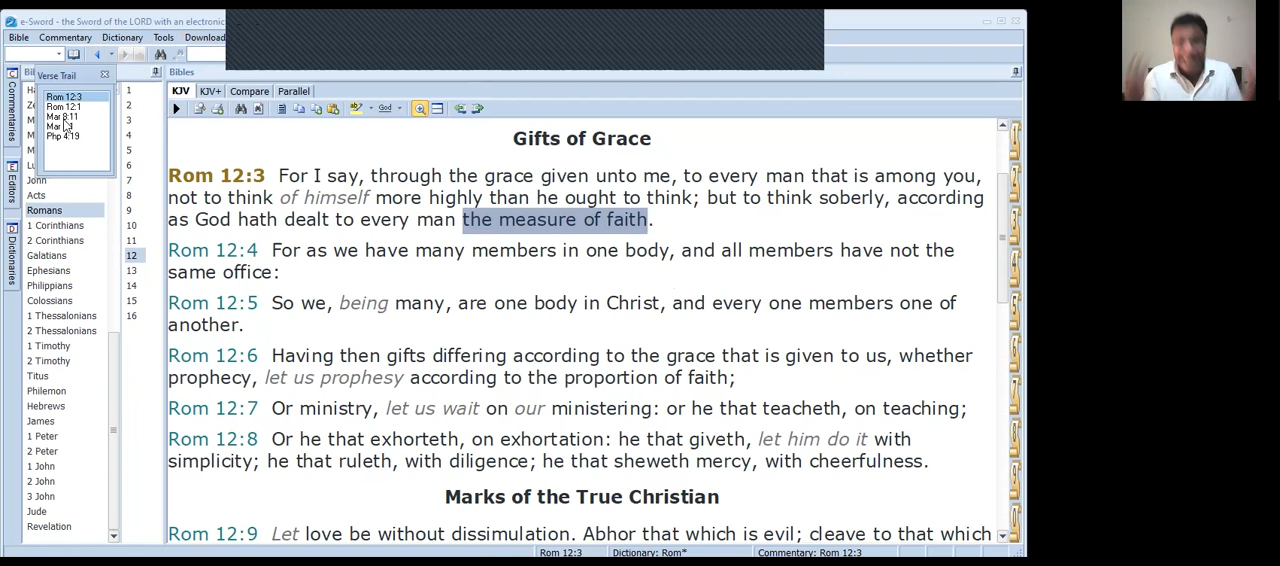 e-Sword - the Sword of the LORD with an electronic
Bible Commentary Dictionary Tools Download
Verse Trail
Rom 12:3
Rom 12:1
Mar 8:11
Php 4:19
Bibles
KJV KJV+ Compare Parallel
God
Commentaries
Editors
Dictionaries
John
Acts
Romans
1 Corinthians
2 Corinthians
Galatians
Ephesians
Philippians
Colossians
1 Thessalonians
2 Thessalonians
1 Timothy
2 Timothy
Titus
Philemon
Hebrews
James
1 Peter
2 Peter
1 John
2 John
3 John
Jude
Revelation
1
2
3
4
5
6
7
8
9
10
11
12
13
14
15
16
Gifts of Grace
Rom 12:3 For I say, through the grace given unto me, to every man that is among you,
not to think of himself more highly than he ought to think; but to think soberly, according
as God hath dealt to every man the measure of faith.
Rom 12:4 For as we have many members in one body, and all members have not the
same office:
Rom 12:5 So we, being many, are one body in Christ, and every one members one of
another.
Rom 12:6 Having then gifts differing according to the grace that is given to us, whether
prophecy, let us prophesy according to the proportion of faith;
Rom 12:7 Or ministry, let us wait on our ministering: or he that teacheth, on teaching;
Rom 12:8 Or he that exhorteth, on exhortation: he that giveth, let him do it with
simplicity; he that ruleth, with diligence; he that sheweth mercy, with cheerfulness.
Marks of the True Christian
Rom 12:9 Let love be without dissimulation. Abhor that which is evil; cleave to that which
Rom 12:3 Dictionary: Rom* Commentary: Rom 12:3